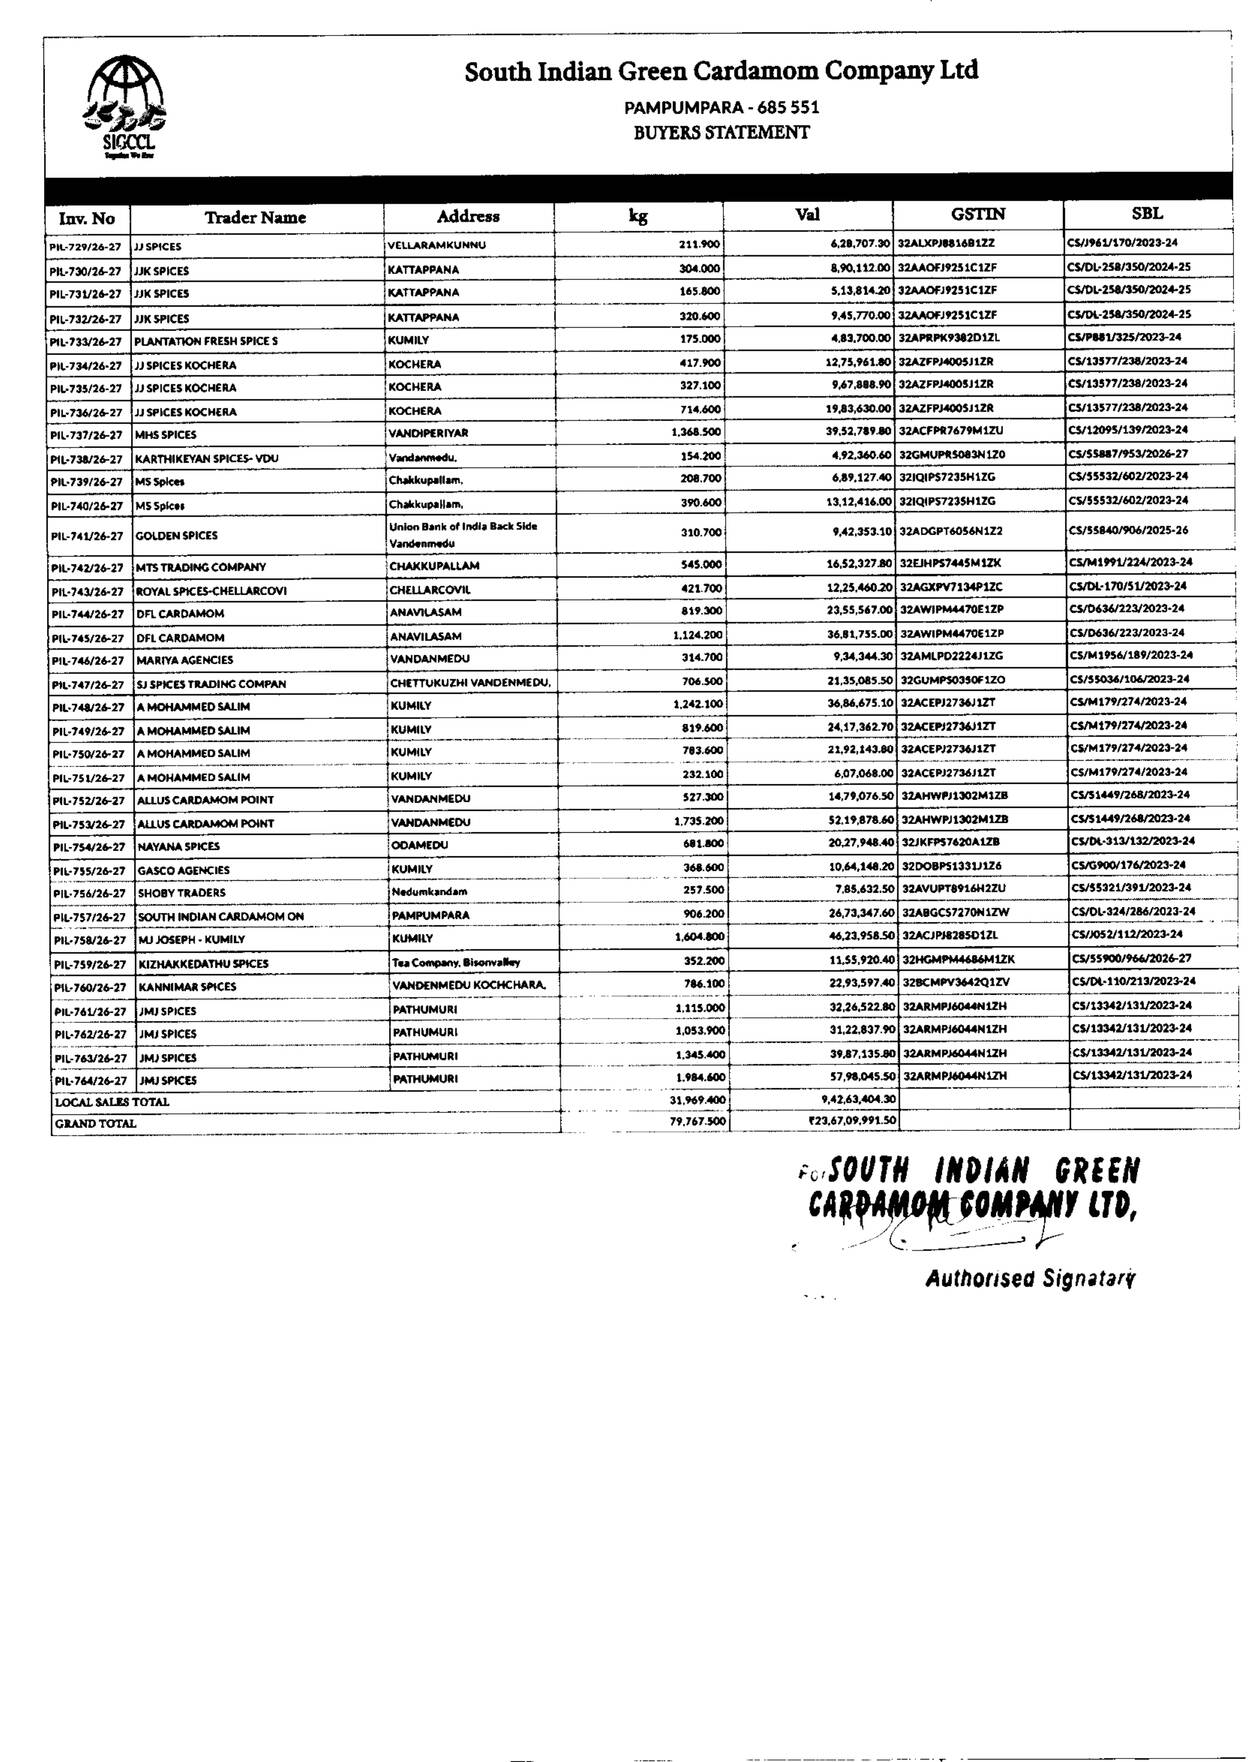 SIGCCL
Together We Rise
South Indian Green Cardamom Company Ltd
PAMPUMPARA - 685 551
BUYERS STATEMENT
Inv. No Trader Name Address kg Val GSTIN SBL
PIL-729/26-27 JJ SPICES VELLARAMKUNNU 211.900 6,28,707.30 32ALXPJ8816B1ZZ CS/J961/170/2023-24
PIL-730/26-27 JJK SPICES KATTAPPANA 304.000 8,90,112.00 32AAOFJ9251C1ZF CS/DL-258/350/2024-25
PIL-731/26-27 JJK SPICES KATTAPPANA 165.800 5,13,814.20 32AAOFJ9251C1ZF CS/DL-258/350/2024-25
PIL-732/26-27 JJK SPICES KATTAPPANA 320.600 9,45,770.00 32AAOFJ9251C1ZF CS/DL-258/350/2024-25
PIL-733/26-27 PLANTATION FRESH SPICE S KUMILY 175.000 4,83,700.00 32APRPK9382D1ZL CS/P881/325/2023-24
PIL-734/26-27 JJ SPICES KOCHERA KOCHERA 417.900 12,75,961.80 32AZFPJ4005J1ZR CS/13577/238/2023-24
PIL-735/26-27 JJ SPICES KOCHERA KOCHERA 327.100 9,67,888.90 32AZFPJ4005J1ZR CS/13577/238/2023-24
PIL-736/26-27 JJ SPICES KOCHERA KOCHERA 714.600 19,83,630.00 32AZFPJ4005J1ZR CS/13577/238/2023-24
PIL-737/26-27 MHS SPICES VANDIPERIYAR 1,368.500 39,52,789.80 32ACFPR7679M1ZU CS/12095/139/2023-24
PIL-738/26-27 KARTHIKEYAN SPICES- VDU Vandanmedu, 154.200 4,92,360.60 32GMUPR5083N1Z0 CS/55887/953/2026-27
PIL-739/26-27 MS Spices Chakkupallam, 208.700 6,89,127.40 32IQIPS7235H1ZG CS/55532/602/2023-24
PIL-740/26-27 MS Spices Chakkupallam, 390.600 13,12,416.00 32IQIPS7235H1ZG CS/55532/602/2023-24
PIL-741/26-27 GOLDEN SPICES Union Bank of India Back Side Vandenmedu 310.700 9,42,353.10 32ADGPT6056N1Z2 CS/55840/906/2025-26
PIL-742/26-27 MTS TRADING COMPANY CHAKKUPALLAM 545.000 16,52,327.80 32EJHPS7445M1ZK CS/M1991/224/2023-24
PIL-743/26-27 ROYAL SPICES-CHELLARCOVI CHELLARCOVIL 421.700 12,25,460.20 32AGXPV7134P1ZC CS/DL-170/51/2023-24
PIL-744/26-27 DFL CARDAMOM ANAVILASAM 819.300 23,55,567.00 32AWIPM4470E1ZP CS/D636/223/2023-24
PIL-745/26-27 DFL CARDAMOM ANAVILASAM 1,124.200 36,81,755.00 32AWIPM4470E1ZP CS/D636/223/2023-24
PIL-746/26-27 MARIYA AGENCIES VANDANMEDU 314.700 9,34,344.30 32AMLPD2224J1ZG CS/M1956/189/2023-24
PIL-747/26-27 SJ SPICES TRADING COMPAN CHETTUKUZHI VANDENMEDU, 706.500 21,35,085.50 32GUMPS0350F1ZO CS/55036/106/2023-24
PIL-748/26-27 A MOHAMMED SALIM KUMILY 1,242.100 36,86,675.10 32ACEPJ2736J1ZT CS/M179/274/2023-24
PIL-749/26-27 A MOHAMMED SALIM KUMILY 819.600 24,17,362.70 32ACEPJ2736J1ZT CS/M179/274/2023-24
PIL-750/26-27 A MOHAMMED SALIM KUMILY 783.600 21,92,143.80 32ACEPJ2736J1ZT CS/M179/274/2023-24
PIL-751/26-27 A MOHAMMED SALIM KUMILY 232.100 6,07,068.00 32ACEPJ2736J1ZT CS/M179/274/2023-24
PIL-752/26-27 ALLUS CARDAMOM POINT VANDANMEDU 527.300 14,79,076.50 32AHWPJ1302M1ZB CS/51449/268/2023-24
PIL-753/26-27 ALLUS CARDAMOM POINT VANDANMEDU 1,735.200 52,19,878.60 32AHWPJ1302M1ZB CS/51449/268/2023-24
PIL-754/26-27 NAYANA SPICES ODAMEDU 681.800 20,27,948.40 32JKFPS7620A1ZB CS/DL-313/132/2023-24
PIL-755/26-27 GASCO AGENCIES KUMILY 368.600 10,64,148.20 32DOBPS1331J1Z6 CS/G900/176/2023-24
PIL-756/26-27 SHOBY TRADERS Nedumkandam 257.500 7,85,632.50 32AVUPT8916H2ZU CS/55321/391/2023-24
PIL-757/26-27 SOUTH INDIAN CARDAMOM ON PAMPUMPARA 906.200 26,73,347.60 32ABGCS7270N1ZW CS/DL-324/286/2023-24
PIL-758/26-27 MJ JOSEPH - KUMILY KUMILY 1,604.800 46,23,958.50 32ACJPJ8285D1ZL CS/J052/112/2023-24
PIL-759/26-27 KIZHAKKEDATHU SPICES Tea Company, Bisonvalley 352.200 11,55,920.40 32HGMPM4686M1ZK CS/55900/966/2026-27
PIL-760/26-27 KANNIMAR SPICES VANDENMEDU KOCHCHARA, 786.100 22,93,597.40 32BCMPV3642Q1ZV CS/DL-110/213/2023-24
PIL-761/26-27 JMJ SPICES PATHUMURI 1,115.000 32,26,522.80 32ARMPJ6044N1ZH CS/13342/131/2023-24
PIL-762/26-27 JMJ SPICES PATHUMURI 1,053.900 31,22,837.90 32ARMPJ6044N1ZH CS/13342/131/2023-24
PIL-763/26-27 JMJ SPICES PATHUMURI 1,345.400 39,87,135.80 32ARMPJ6044N1ZH CS/13342/131/2023-24
PIL-764/26-27 JMJ SPICES PATHUMURI 1,984.600 57,98,045.50 32ARMPJ6044N1ZH CS/13342/131/2023-24
LOCAL SALES TOTAL 31,969.400 9,42,63,404.30
GRAND TOTAL 79,767.500 ₹23,67,09,991.50
For SOUTH INDIAN GREEN
CARDAMOM COMPANY LTD,
Authorised Signatary